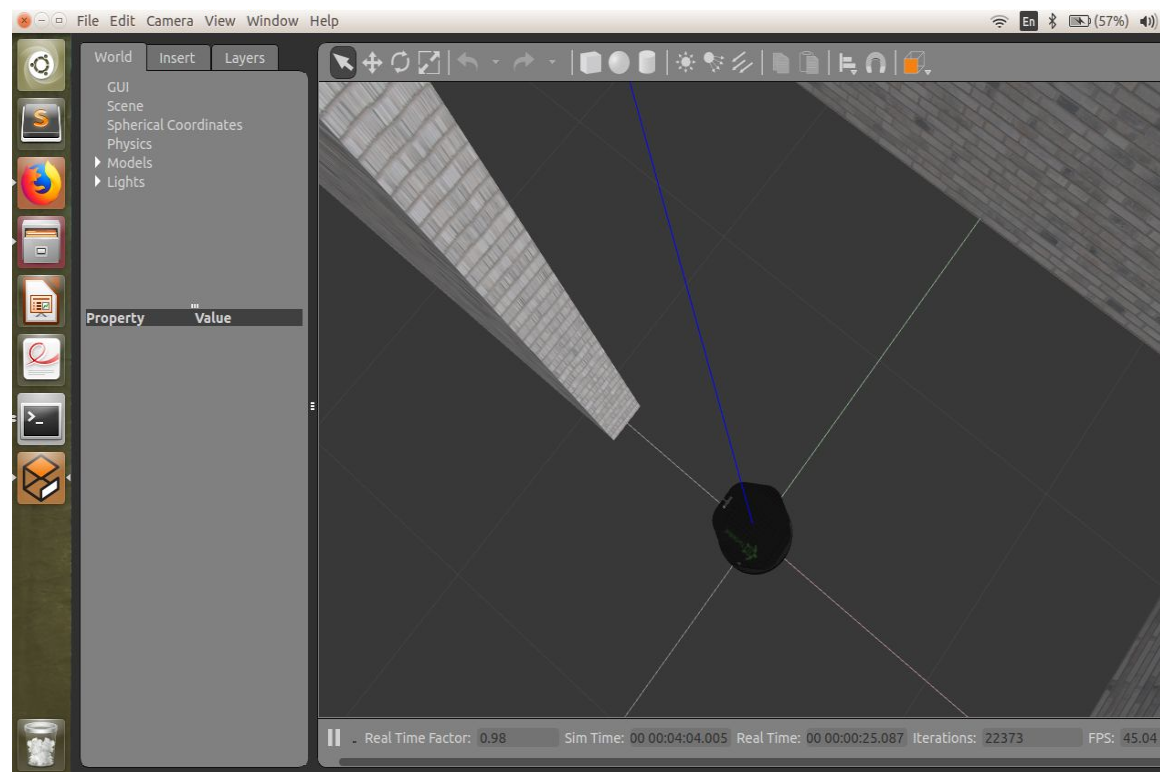 File Edit Camera View Window Help
En
(57%)
World Insert Layers
GUI
Scene
Spherical Coordinates
Physics
Models
Lights
Property Value
Real Time Factor: 0.98 Sim Time: 00 00:04:04.005 Real Time: 00 00:00:25.087 Iterations: 22373 FPS: 45.04